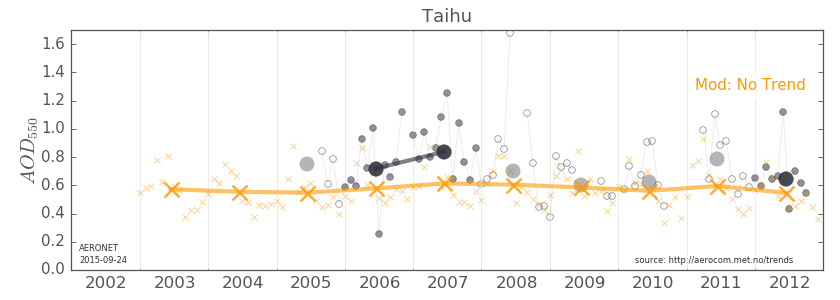 Taihu
1.6
1.4
1.2
1.0
0.8
0.6
0.4
0.2
0.0
AOD550
Mod: No Trend
AERONET
2015-09-24
source: http://aerocom.met.no/trends
2002 2003 2004 2005 2006 2007 2008 2009 2010 2011 2012